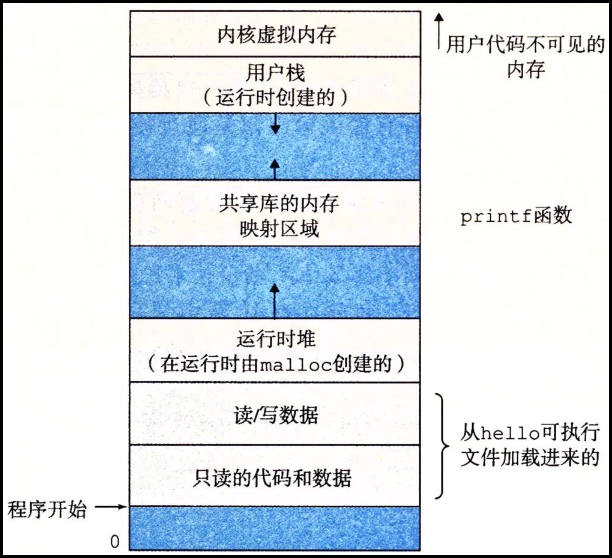 内核虚拟内存
用户代码不可见的
内存
用户栈
（运行时创建的）
共享库的内存
映射区域
printf函数
运行时堆
（在运行时由malloc创建的）
读/写数据
只读的代码和数据
从hello可执行
文件加载进来的
程序开始
0